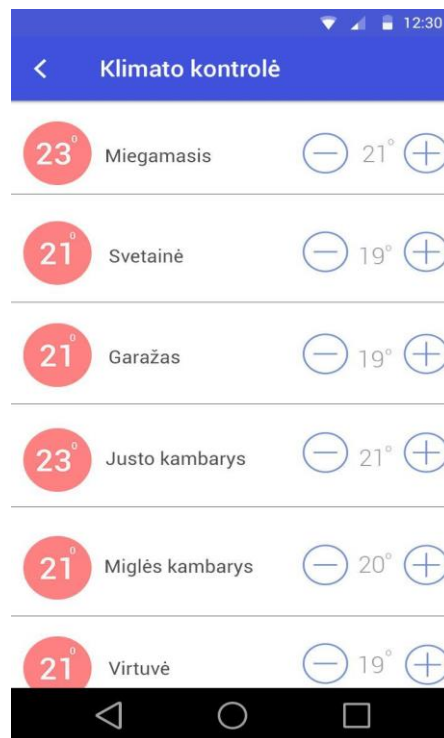 12:30
Klimato kontrolė
23° Miegamasis 21°
21° Svetainė 19°
21° Garažas 19°
23° Justo kambarys 21°
21° Miglės kambarys 20°
21° Virtuvė 19°